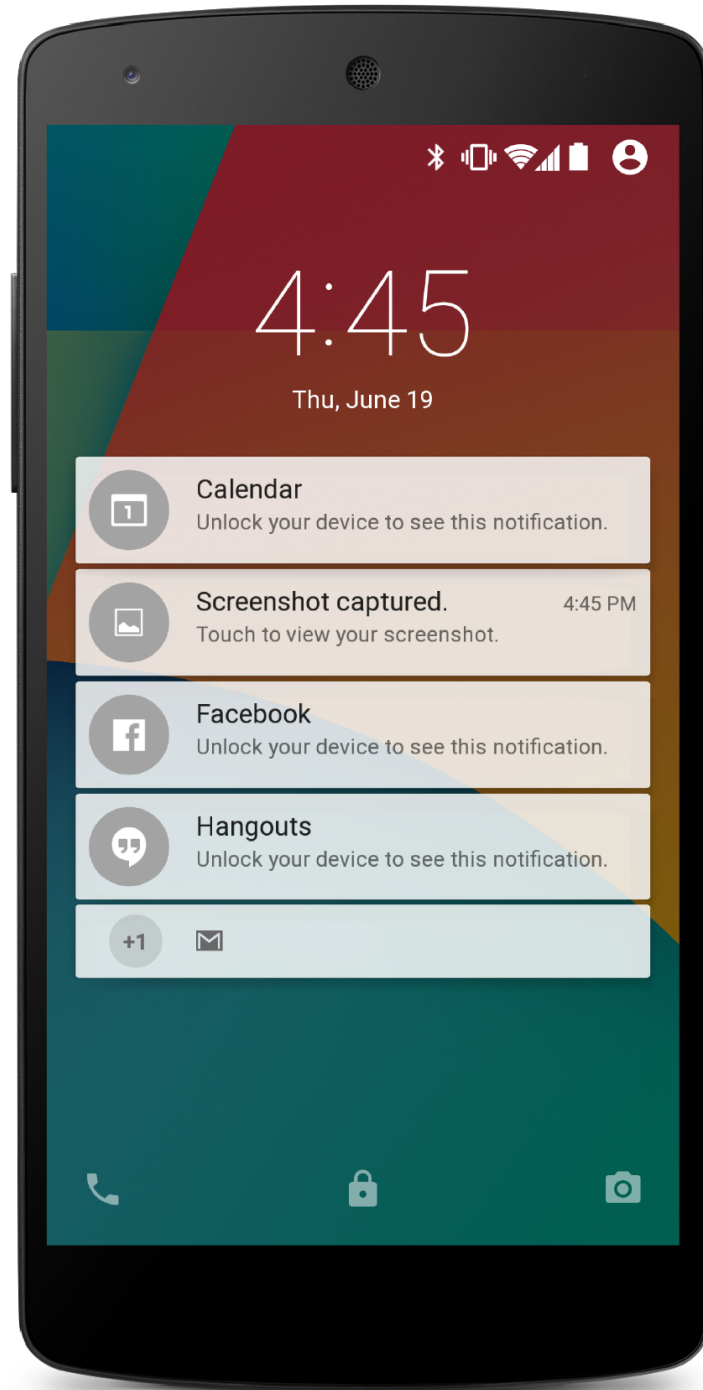 4:45
Thu, June 19
1
Calendar
Unlock your device to see this notification.
Screenshot captured.
4:45 PM
Touch to view your screenshot.
f
Facebook
Unlock your device to see this notification.
Hangouts
Unlock your device to see this notification.
+1